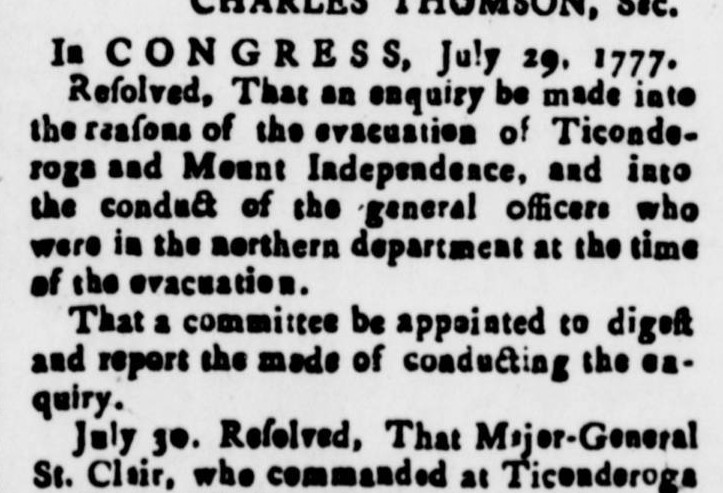 CHARLES THOMSON, Sec.
In CONGRESS, July 29. 1777.
Reſolved, That an enquiry be made into
the reaſons of the evacuation of Ticonde-
roga and Mount Independence, and into
the conduct of the general officers who
were in the northern department at the time
of the evacuation.
That a committee be appointed to digeſt
and report the mode of conducting the en-
quiry.
July 30. Reſolved, That Major-General
St. Clair, who commanded at Ticonderoga